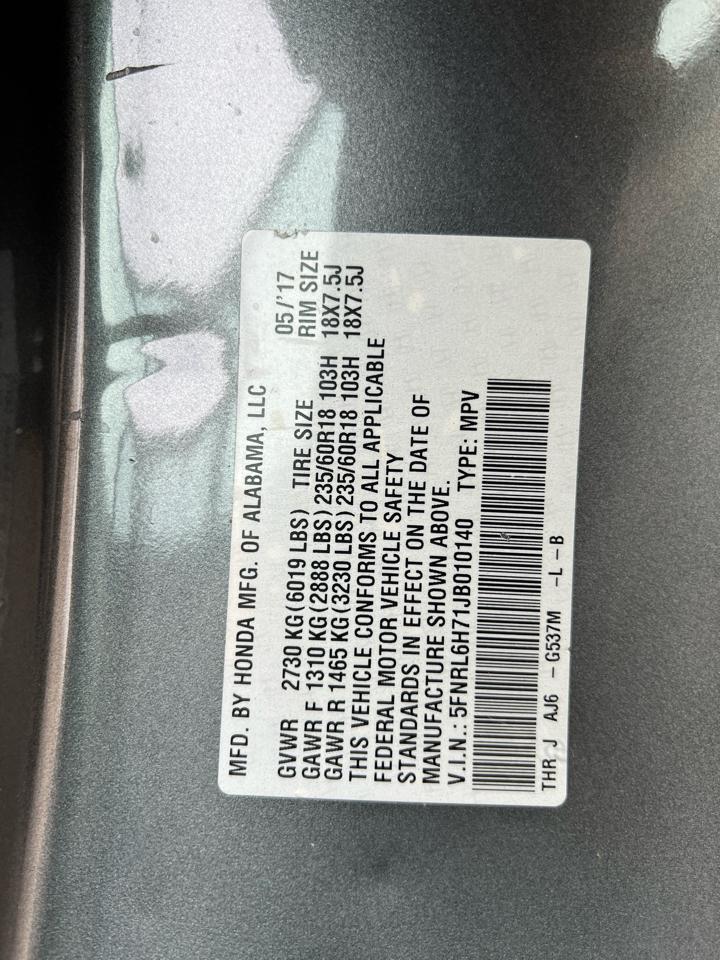 MFD. BY HONDA MFG. OF ALABAMA, LLC
05/'17
GVWR 2730 KG(6019 LBS) TIRE SIZE RIM SIZE
GAWR F 1310 KG(2888 LBS)235/60R18 103H 18X7.5J
GAWR R 1465 KG(3230 LBS)235/60R18 103H 18X7.5J
THIS VEHICLE CONFORMS TO ALL APPLICABLE
FEDERAL MOTOR VEHICLE SAFETY
STANDARDS IN EFFECT ON THE DATE OF
MANUFACTURE SHOWN ABOVE.
V.I.N.: 5FNRL6H71JB010140 TYPE: MPV
THR J AJ6 - G537M -L-B